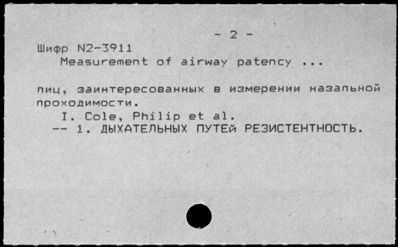 - 2 -
Шифр N2-3911
Measurement of airway patency ...
лиц, заинтересованных в измерении назальной
проходимости.
I. Cole, Philip et al.
-- 1. ДЫХАТЕЛЬНЫХ ПУТЕЙ РЕЗИСТЕНТНОСТЬ.